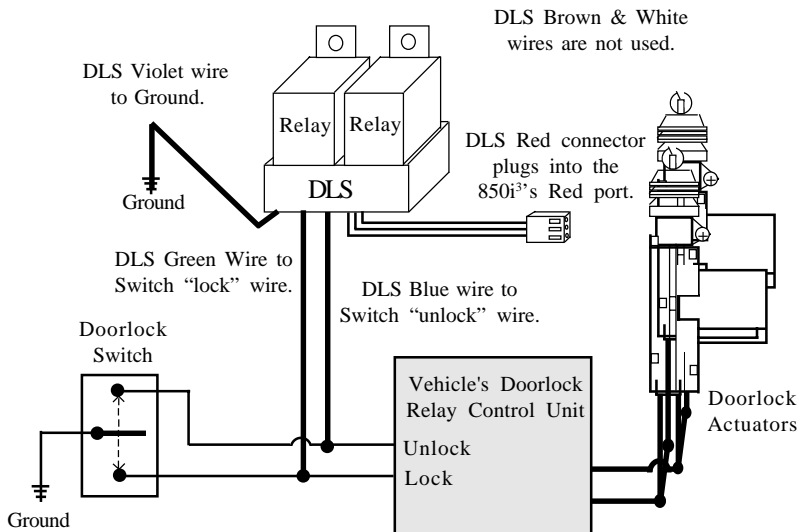 DLS Brown & White
wires are not used.
DLS Violet wire
to Ground.
Relay
Relay
DLS Red connector
plugs into the
850i³'s Red port.
DLS
Ground
DLS Green Wire to
Switch “lock” wire.
DLS Blue wire to
Switch “unlock” wire.
Doorlock
Switch
Vehicle's Doorlock
Relay Control Unit
Unlock
Lock
Doorlock
Actuators
Ground